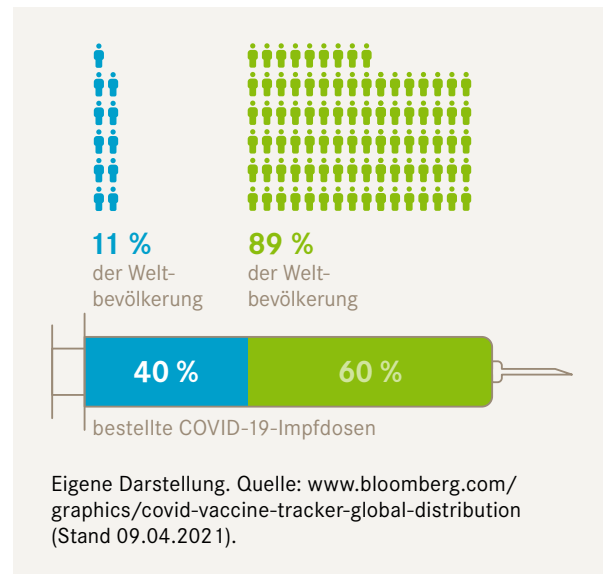 11 %
der Welt-
bevölkerung
89 %
der Welt-
bevölkerung
40 %
60 %
bestellte COVID-19-Impfdosen
Eigene Darstellung. Quelle: www.bloomberg.com/
graphics/covid-vaccine-tracker-global-distribution
(Stand 09.04.2021).